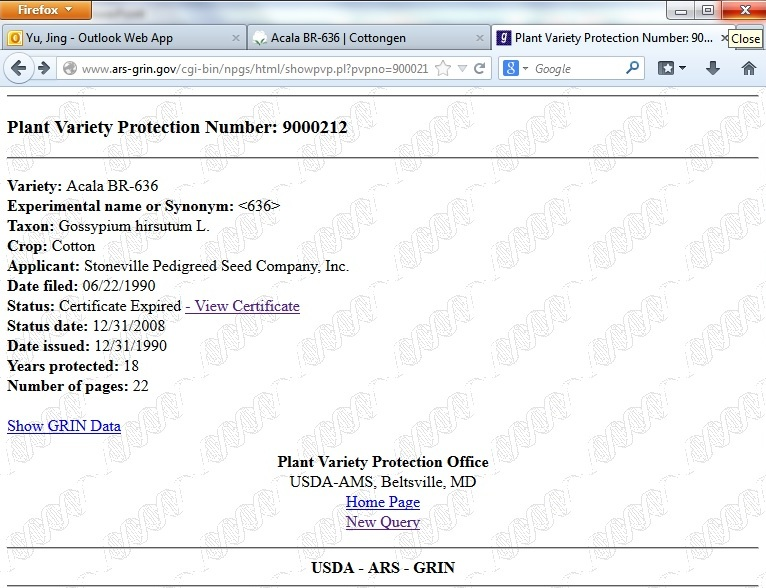 Firefox
Yu, Jing - Outlook Web App
Acala BR-636 | Cottongen
Plant Variety Protection Number: 90...
Close
www.ars-grin.gov/cgi-bin/npgs/html/showpvp.pl?pvpno=900021
Google
Plant Variety Protection Number: 9000212
Variety: Acala BR-636
Experimental name or Synonym: <636>
Taxon: Gossypium hirsutum L.
Crop: Cotton
Applicant: Stoneville Pedigreed Seed Company, Inc.
Date filed: 06/22/1990
Status: Certificate Expired - View Certificate
Status date: 12/31/2008
Date issued: 12/31/1990
Years protected: 18
Number of pages: 22
Show GRIN Data
Plant Variety Protection Office
USDA-AMS, Beltsville, MD
Home Page
New Query
USDA - ARS - GRIN